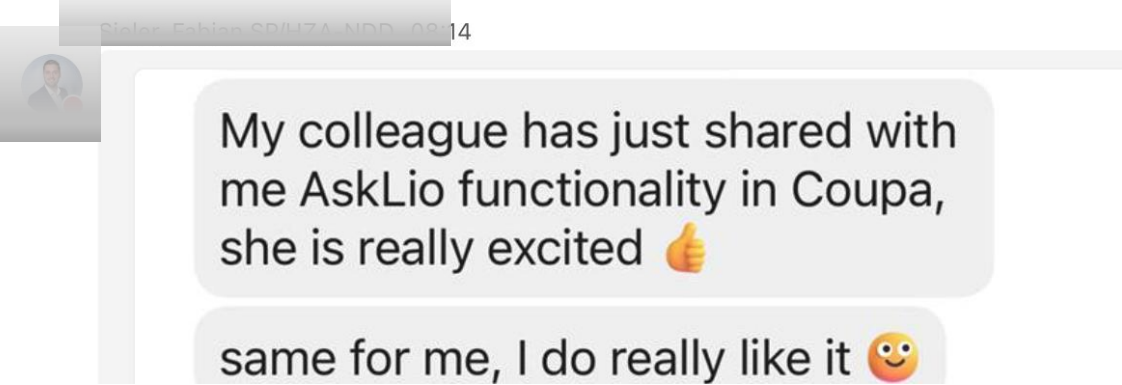 14
My colleague has just shared with
me AskLio functionality in Coupa,
she is really excited 👍
same for me, I do really like it 🙂